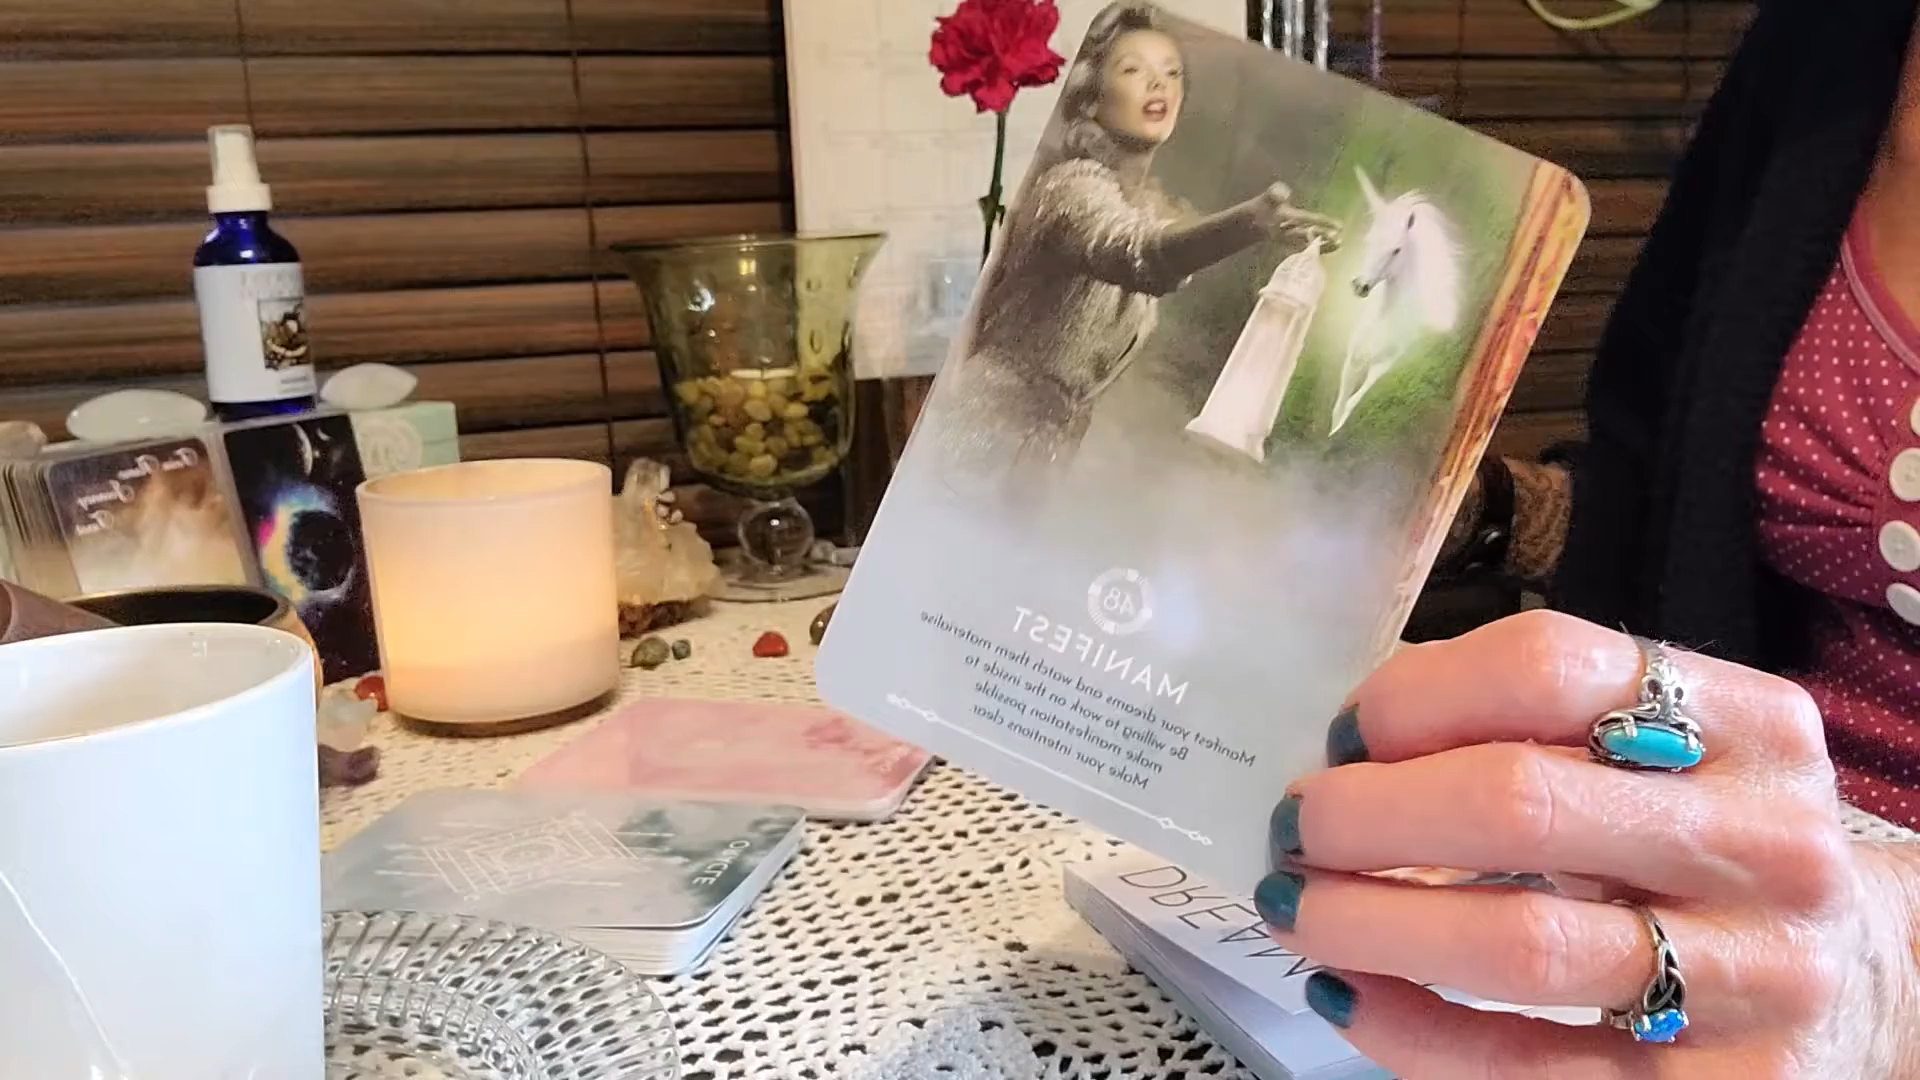 48
MANIFEST
Manifest your dreams and watch them materialise
Be willing to work on the inside to
make manifestation possible
Make your intentions clear.
ORACLE
DREAM